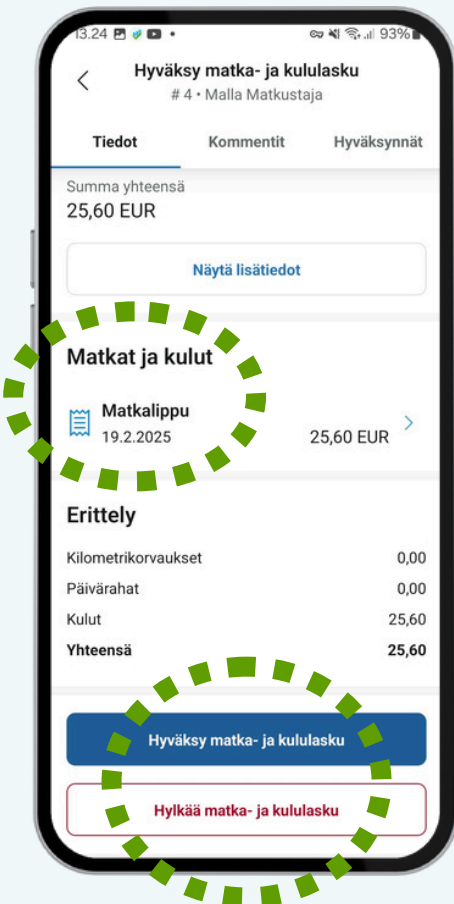 13.24 93%
Hyväksy matka- ja kululasku
# 4 • Malla Matkustaja
Tiedot Kommentit Hyväksynnät
Summa yhteensä
25,60 EUR
Näytä lisätiedot
Matkat ja kulut
Matkalippu
19.2.2025 25,60 EUR
Erittely
Kilometrikorvaukset 0,00
Päivärahat 0,00
Kulut 25,60
Yhteensä 25,60
Hyväksy matka- ja kululasku
Hylkää matka- ja kululasku